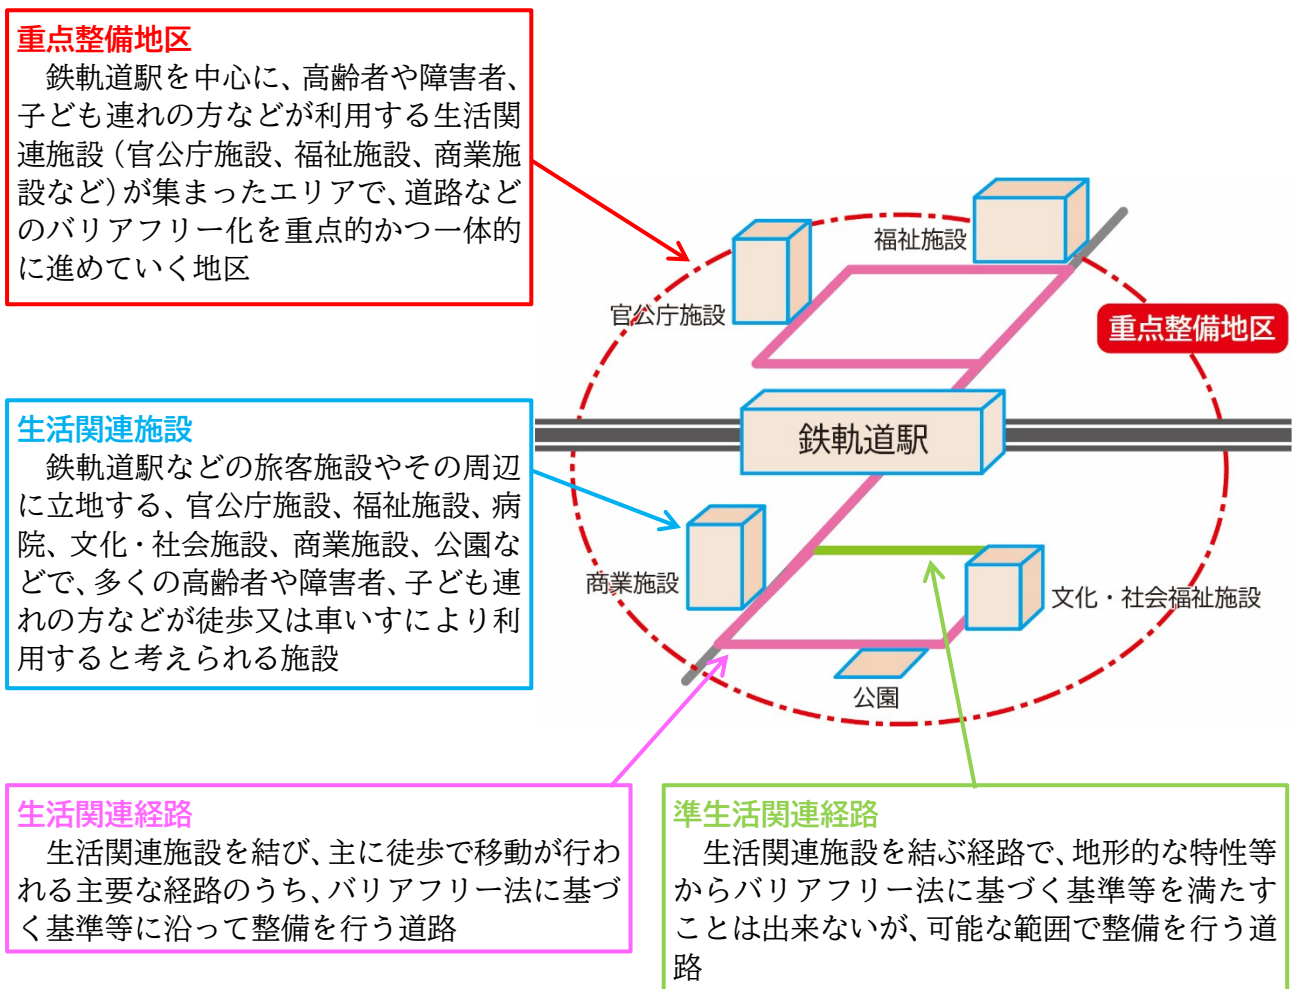 重点整備地区
鉄軌道駅を中心に、高齢者や障害者、
子ども連れの方などが利用する生活関
連施設(官公庁施設、福祉施設、商業施
設など)が集まったエリアで、道路など
のバリアフリー化を重点的かつ一体的
に進めていく地区
福祉施設
官公庁施設
重点整備地区
生活関連施設
鉄軌道駅などの旅客施設やその周辺
に立地する、官公庁施設、福祉施設、病
院、文化・社会施設、商業施設、公園な
どで、多くの高齢者や障害者、子ども連
れの方などが徒歩又は車いすにより利
用すると考えられる施設
鉄軌道駅
商業施設
文化・社会福祉施設
公園
生活関連経路
生活関連施設を結び、主に徒歩で移動が行わ
れる主要な経路のうち、バリアフリー法に基づ
く基準等に沿って整備を行う道路
準生活関連経路
生活関連施設を結ぶ経路で、地形的な特性等
からバリアフリー法に基づく基準等を満たす
ことは出来ないが、可能な範囲で整備を行う道
路